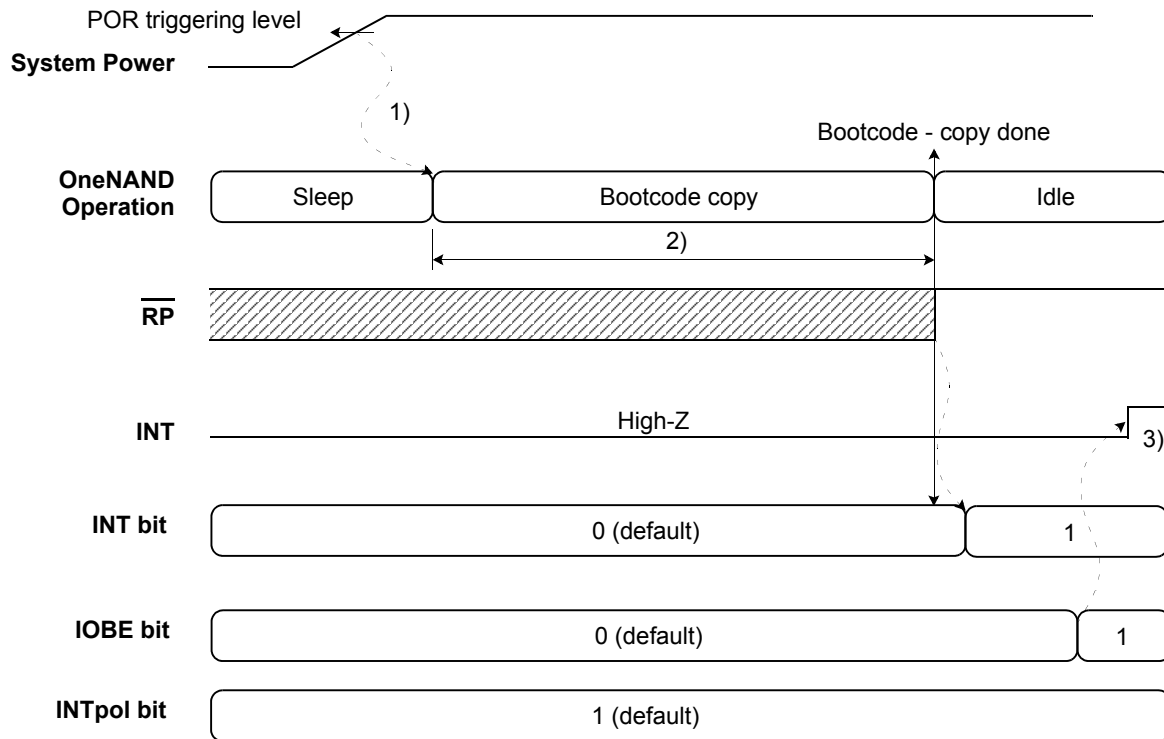 POR triggering level
System Power
1)
Bootcode - copy done
OneNAND
Operation
Sleep
Bootcode copy
Idle
2)
RP
INT
High-Z
3)
INT bit
0 (default)
1
IOBE bit
0 (default)
1
INTpol bit
1 (default)